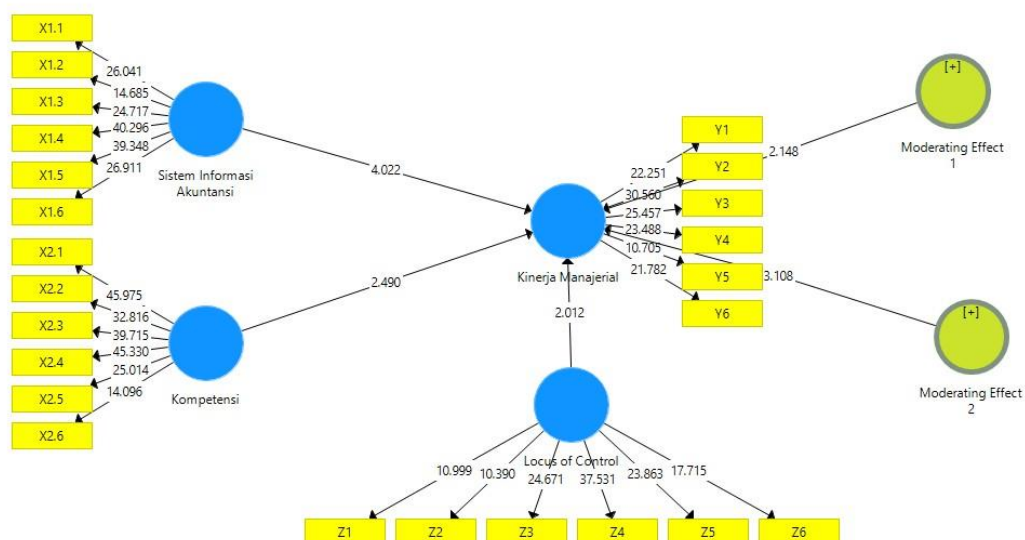 X1.1
X1.2
X1.3
X1.4
X1.5
X1.6
26.041
14.685
24.717
40.296
39.348
26.911
Sistem Informasi
Akuntansi
4.022
X2.1
X2.2
X2.3
X2.4
X2.5
X2.6
45.975
32.816
39.715
45.330
25.014
14.096
Kompetensi
2.490
Kinerja Manajerial
22.251
30.560
25.457
23.488
10.705
21.782
Y1
Y2
Y3
Y4
Y5
Y6
2.148
[+]
Moderating Effect
1
3.108
[+]
Moderating Effect
2
2.012
Locus of Control
10.999
10.390
24.671
37.531
23.863
17.715
Z1
Z2
Z3
Z4
Z5
Z6